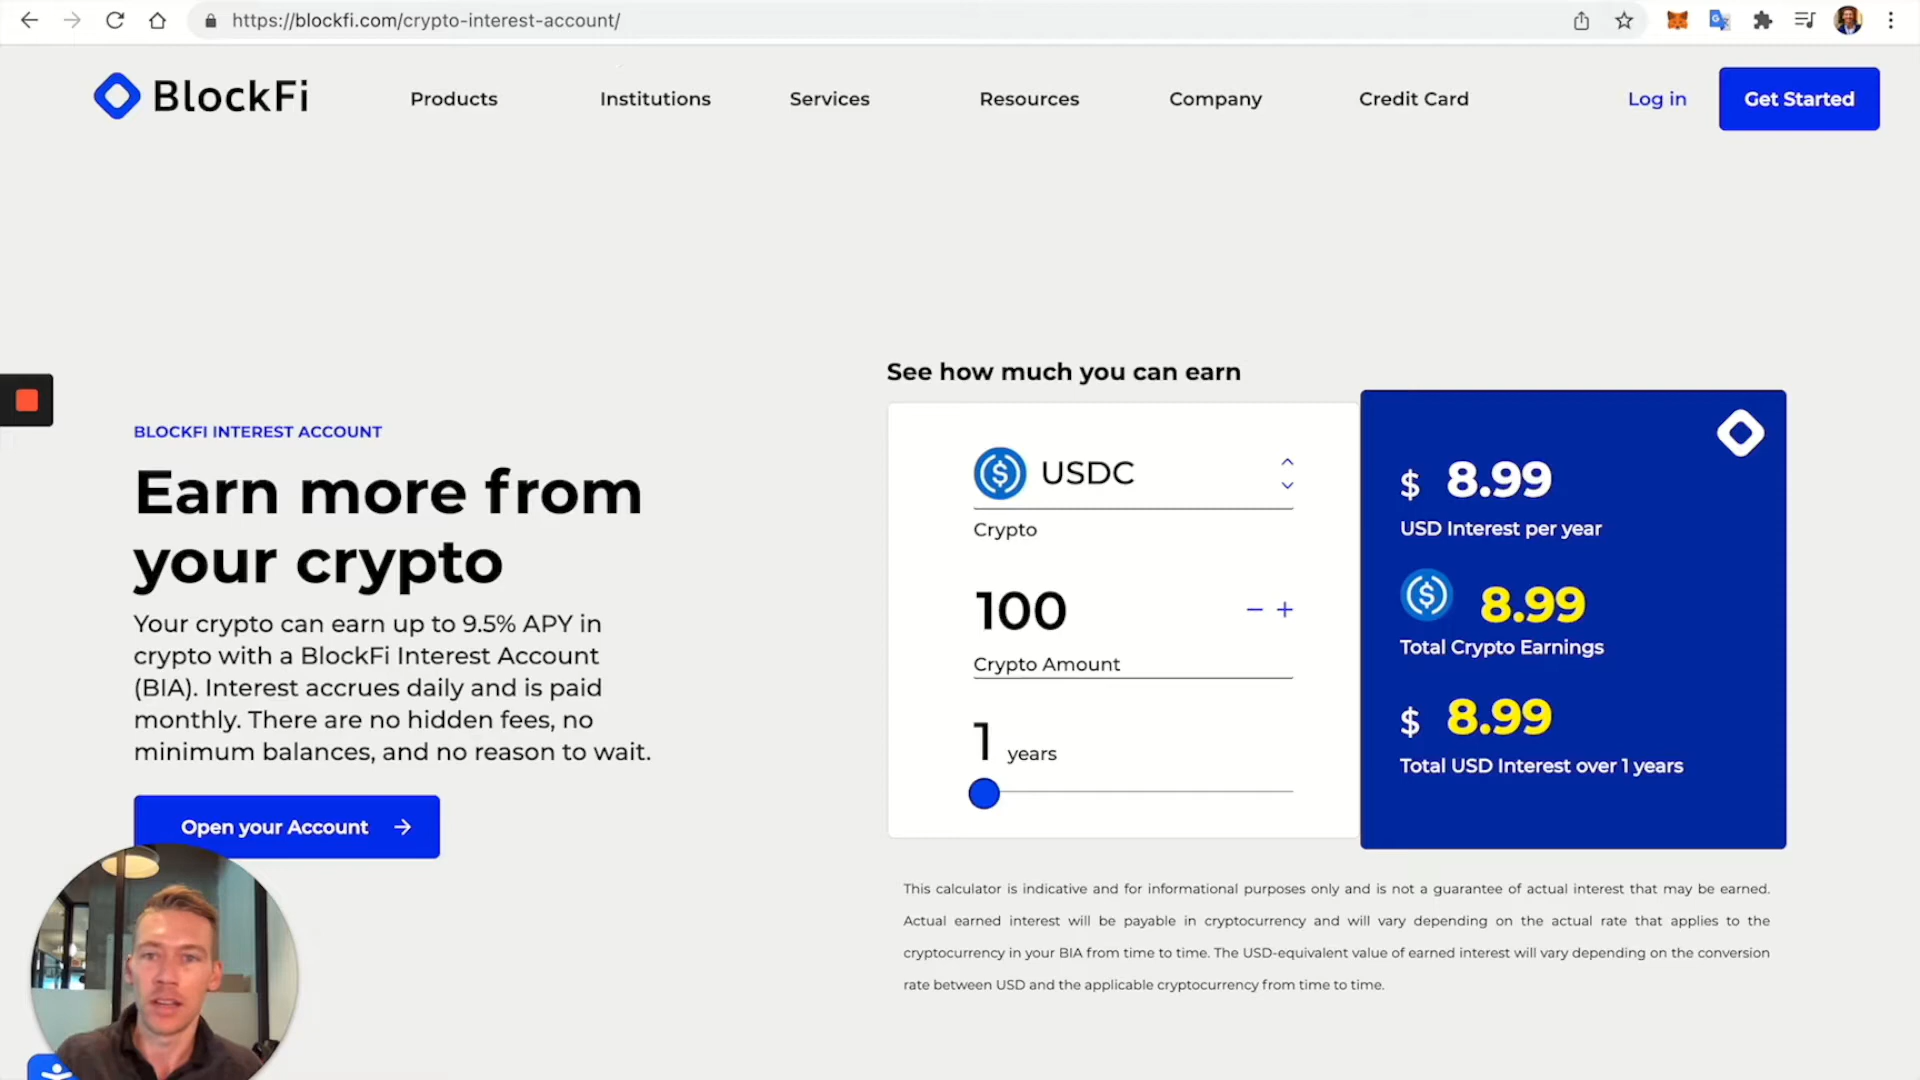 https://blockfi.com/crypto-interest-account/
BlockFi
Products
Institutions
Services
Resources
Company
Credit Card
Log in
Get Started
See how much you can earn
BLOCKFI INTEREST ACCOUNT
Earn more from
your crypto
Your crypto can earn up to 9.5% APY in
crypto with a BlockFi Interest Account
(BIA). Interest accrues daily and is paid
monthly. There are no hidden fees, no
minimum balances, and no reason to wait.
Open your Account
USDC
Crypto
100
Crypto Amount
1 years
$ 8.99
USD Interest per year
8.99
Total Crypto Earnings
$ 8.99
Total USD Interest over 1 years
This calculator is indicative and for informational purposes only and is not a guarantee of actual interest that may be earned.
Actual earned interest will be payable in cryptocurrency and will vary depending on the actual rate that applies to the
cryptocurrency in your BIA from time to time. The USD-equivalent value of earned interest will vary depending on the conversion
rate between USD and the applicable cryptocurrency from time to time.